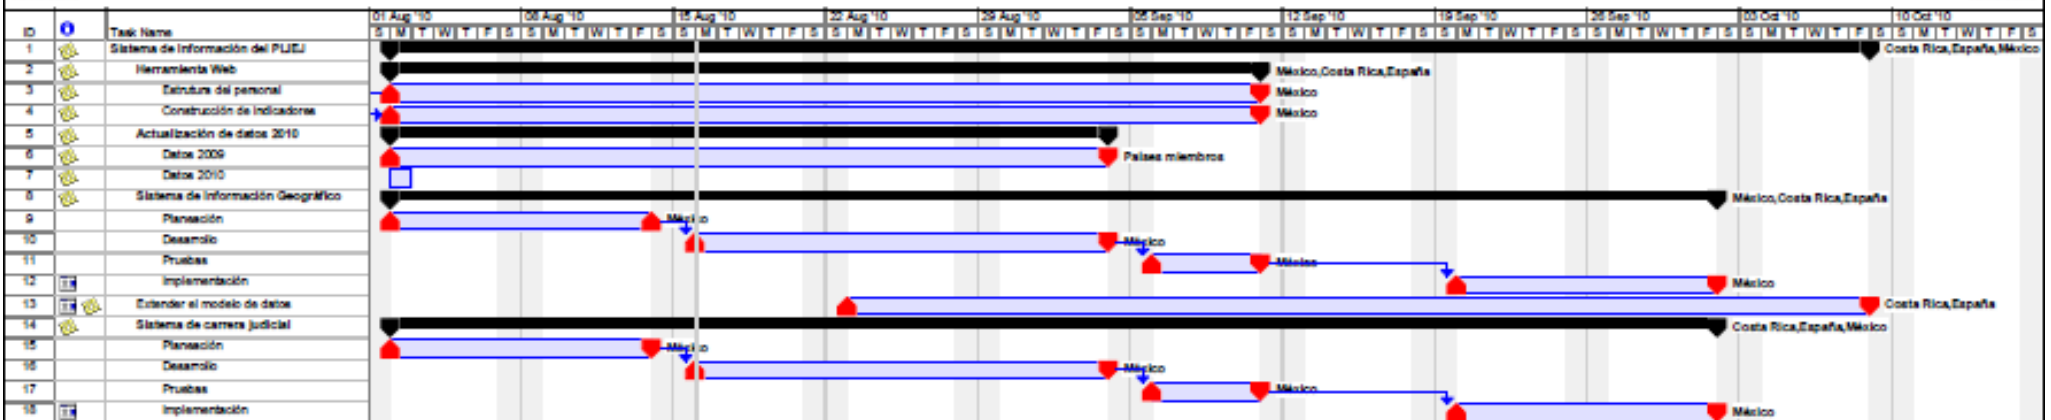 01 Aug '10 08 Aug '10 15 Aug '10 22 Aug '10 29 Aug '10 05 Sep '10 12 Sep '10 19 Sep '10 26 Sep '10 03 Oct '10 10 Oct '10
ID Task Name S M T W T F S S M T W T F S S M T W T F S S M T W T F S S M T W T F S S M T W T F S S M T W T F S S M T W T F S S M T W T F S S M T W T F S S M T W T F S
1 Sistema de Información del PIJEJ Costa Rica,España,México
2 Herramienta Web México,Costa Rica,España
3 Estrutura del personal México
4 Construcción de Indicadores México
5 Actualización de datos 2010
6 Datos 2009 Países miembros
7 Datos 2010
8 Sistema de Información Geográfico México,Costa Rica,España
9 Planeación México
10 Desarrollo México
11 Pruebas México
12 Implementación México
13 Extender el modelo de datos Costa Rica,España
14 Sistema de carrera judicial Costa Rica,España,México
15 Planeación México
16 Desarrollo México
17 Pruebas México
18 Implementación México